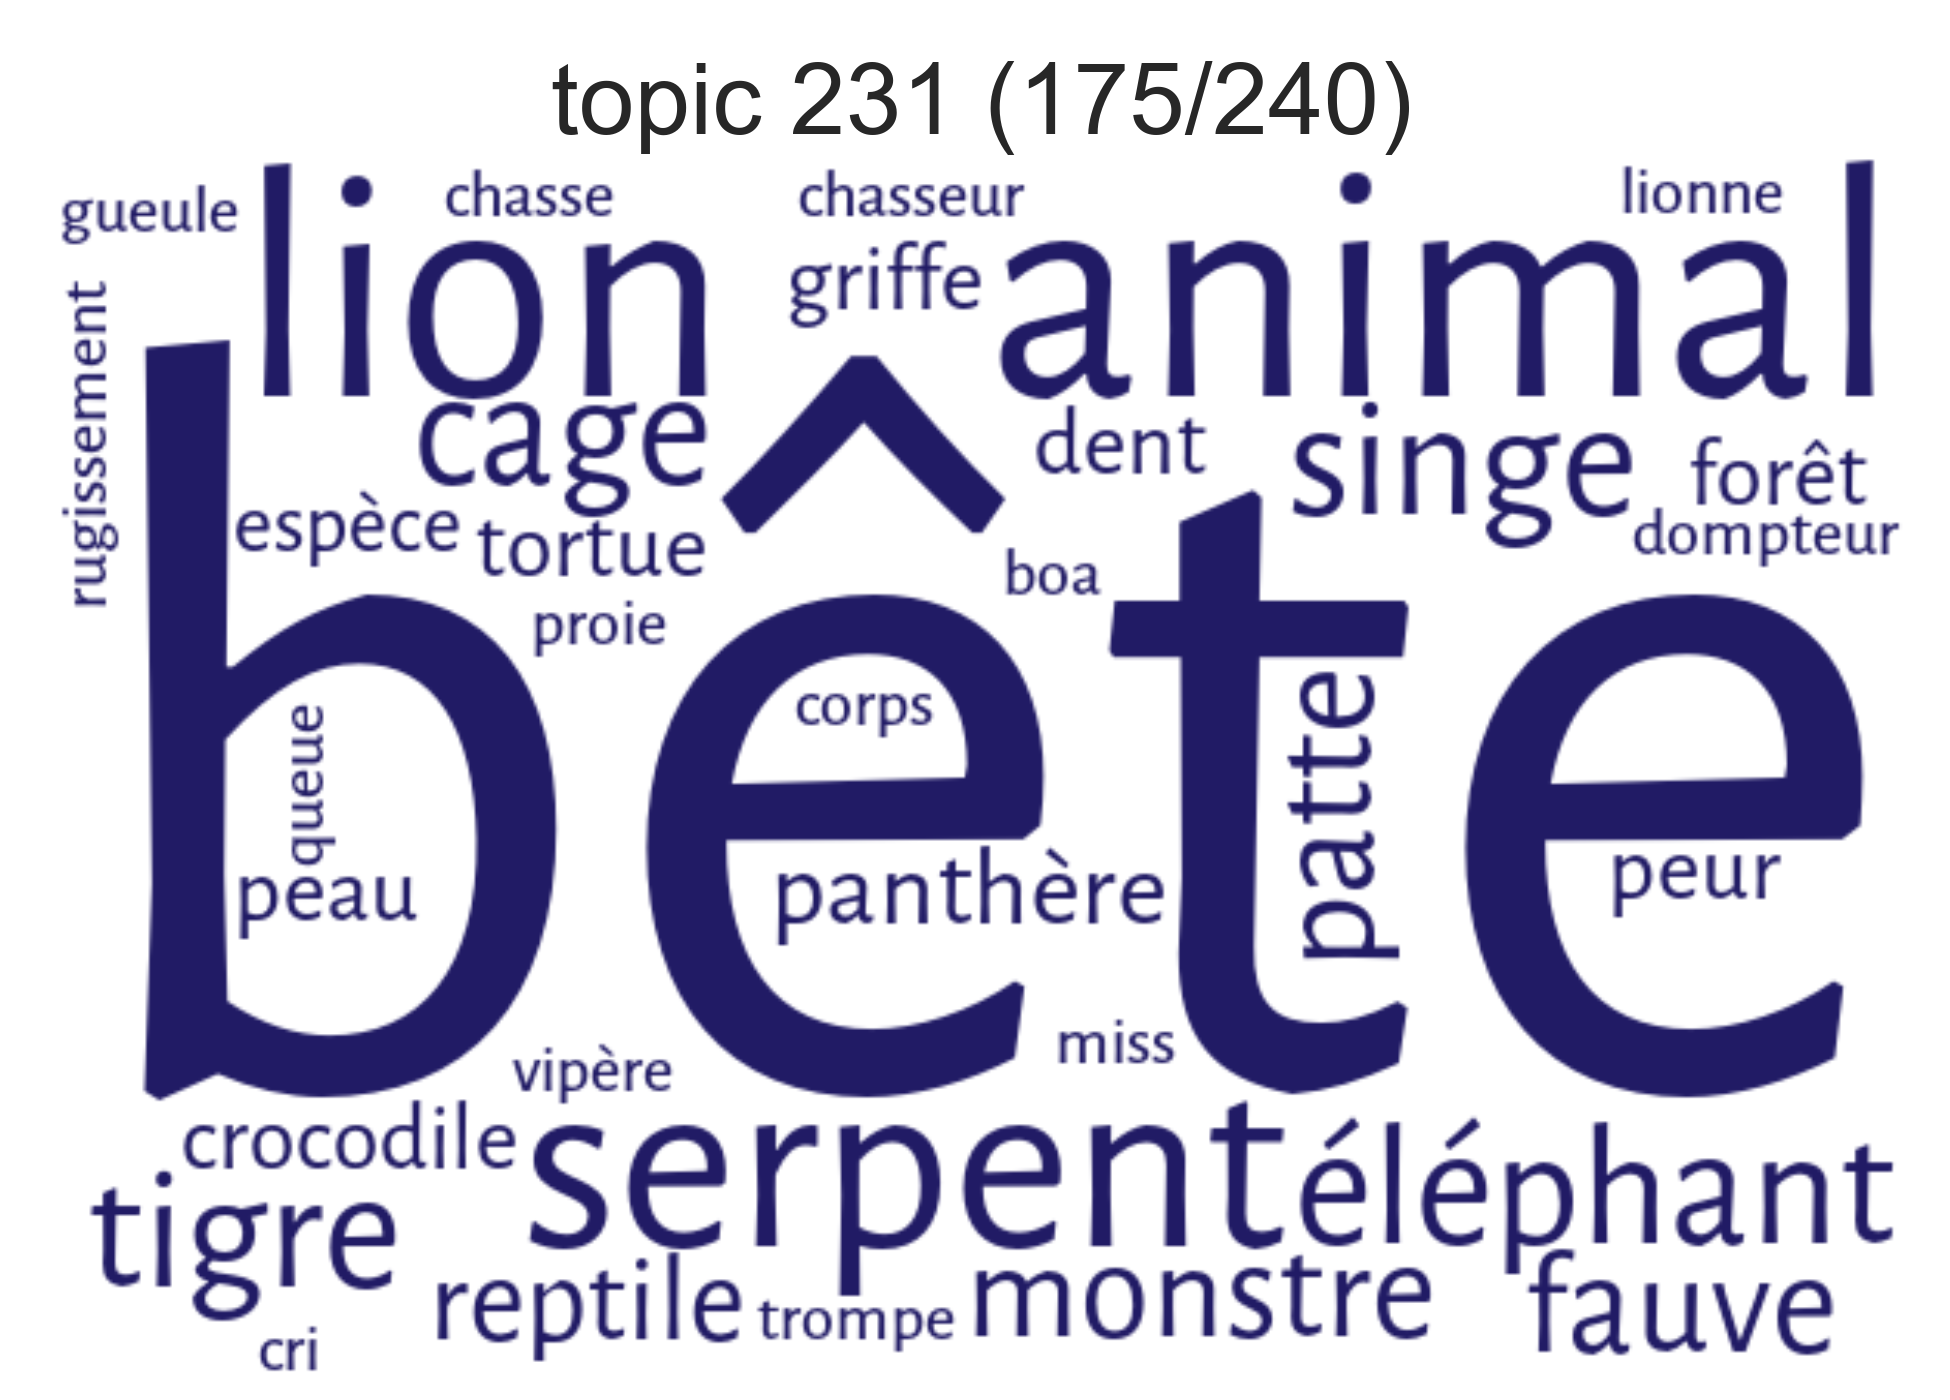 topic 231 (175/240)
gueule
lion
chasse
chasseur
animal
lionne
griffe
rugissement
bête
cage
dent
singe
forêt
espèce
tortue
dompteur
boa
proie
corps
queue
patte
peau
panthère
peur
vipère
miss
crocodile
serpent
éléphant
tigre
reptile
trompe
monstre
fauve
cri